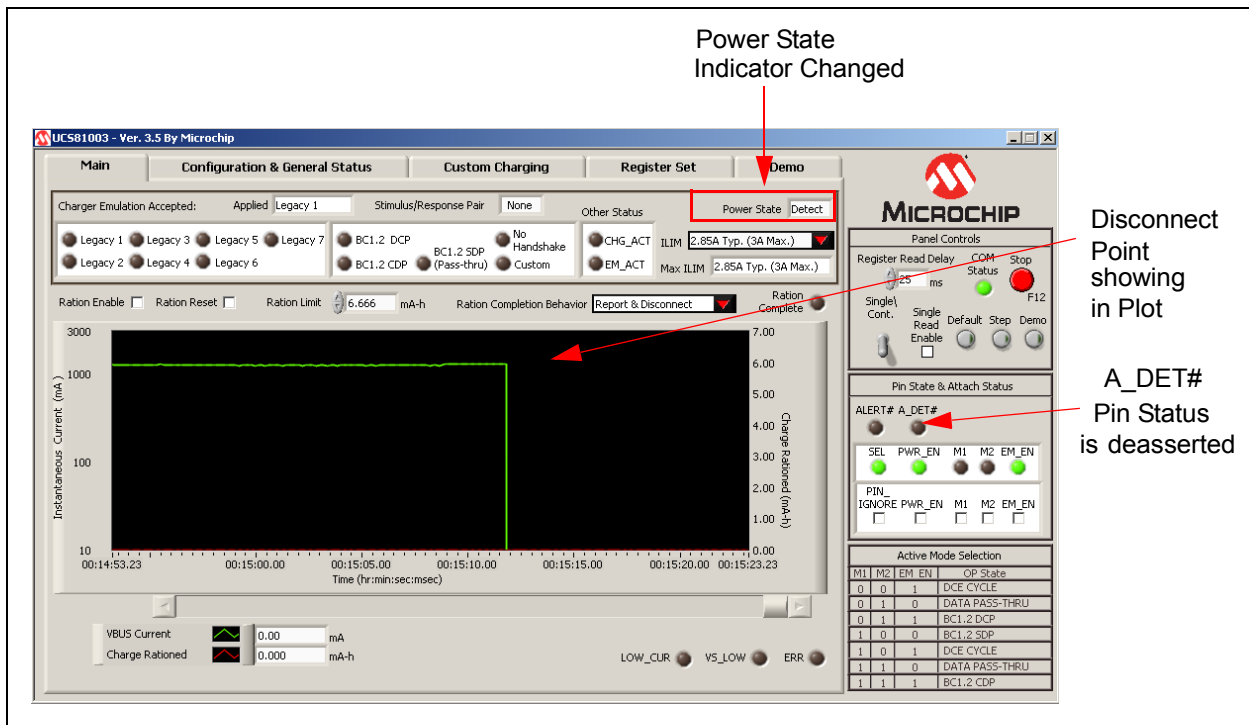 Power State
Indicator Changed
UCS81003 - Ver. 3.5 By Microchip
Main
Configuration & General Status
Custom Charging
Register Set
Demo
Charger Emulation Accepted:
Applied Legacy 1
Stimulus/Response Pair None
Other Status
Power State Detect
Legacy 1 Legacy 3 Legacy 5 Legacy 7
Legacy 2 Legacy 4 Legacy 6
BC1.2 DCP
BC1.2 CDP
BC1.2 SDP
(Pass-thru)
No
Handshake
Custom
CHG_ACT
EM_ACT
ILIM 2.85A Typ. (3A Max.)
Max ILIM 2.85A Typ. (3A Max.)
Ration Enable
Ration Reset
Ration Limit 6.666 mA-h
Ration Completion Behavior Report & Disconnect
Ration
Complete
Instantaneous Current (mA)
3000
1000
100
10
7.00
6.00
5.00
4.00
3.00
2.00
1.00
0.00
Charge Rationed (mA-h)
00:14:53.23 00:15:00.00 00:15:05.00 00:15:10.00 00:15:15.00 00:15:20.00 00:15:23.23
Time (hr:min:sec:msec)
VBUS Current 0.00 mA
Charge Rationed 0.000 mA-h
LOW_CUR VS_LOW ERR
MICROCHIP
Panel Controls
Register Read Delay
25 ms
COM
Status
Stop
F12
Single\
Cont.
Single
Read
Enable
Default Step Demo
Pin State & Attach Status
ALERT# A_DET#
SEL PWR_EN M1 M2 EM_EN
PIN_
IGNORE PWR_EN M1 M2 EM_EN
Active Mode Selection
M1 M2 EM_EN OP State
0 0 1 DCE CYCLE
0 1 0 DATA PASS-THRU
0 1 1 BC1.2 DCP
1 0 0 BC1.2 SDP
1 0 1 DCE CYCLE
1 1 0 DATA PASS-THRU
1 1 1 BC1.2 CDP
Disconnect
Point
showing
in Plot
A_DET#
Pin Status
is deasserted